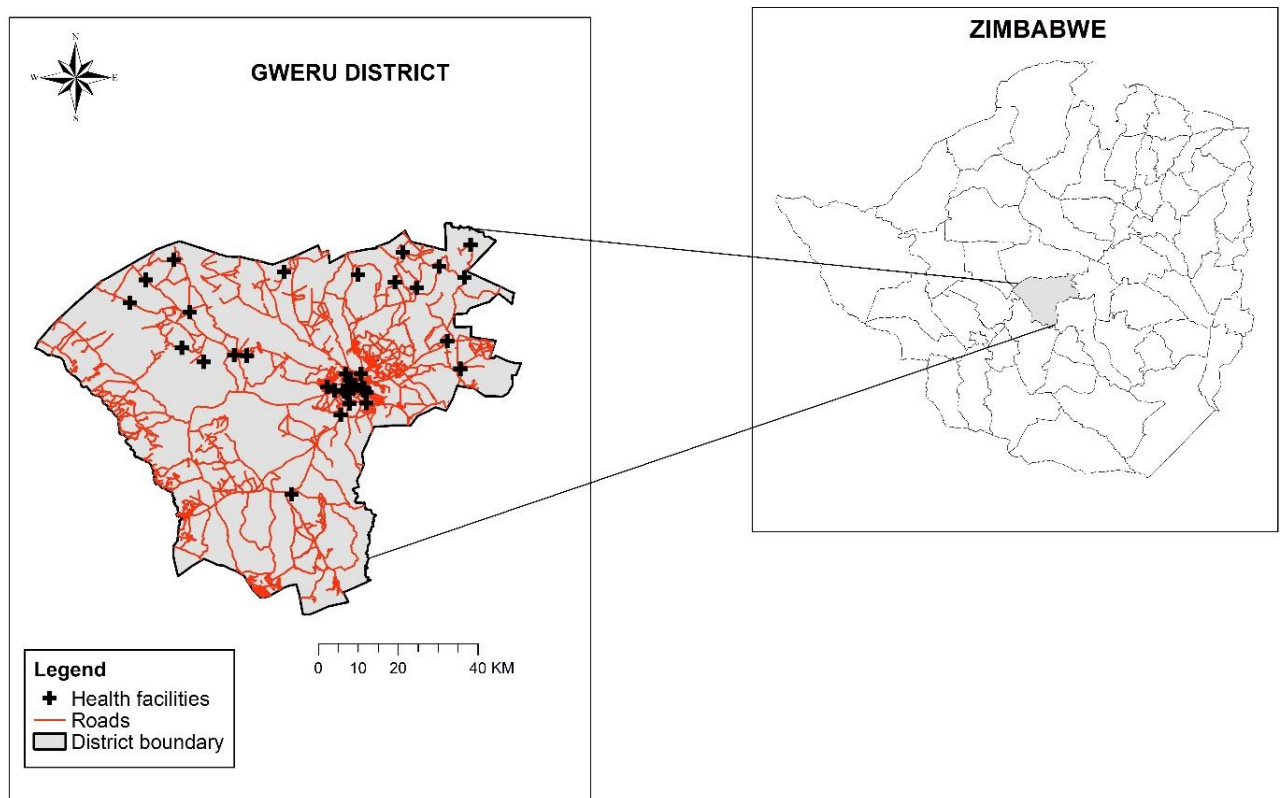 GWERU DISTRICT
N
W
E
S
Legend
Health facilities
Roads
District boundary
0 10 20 40 KM
ZIMBABWE